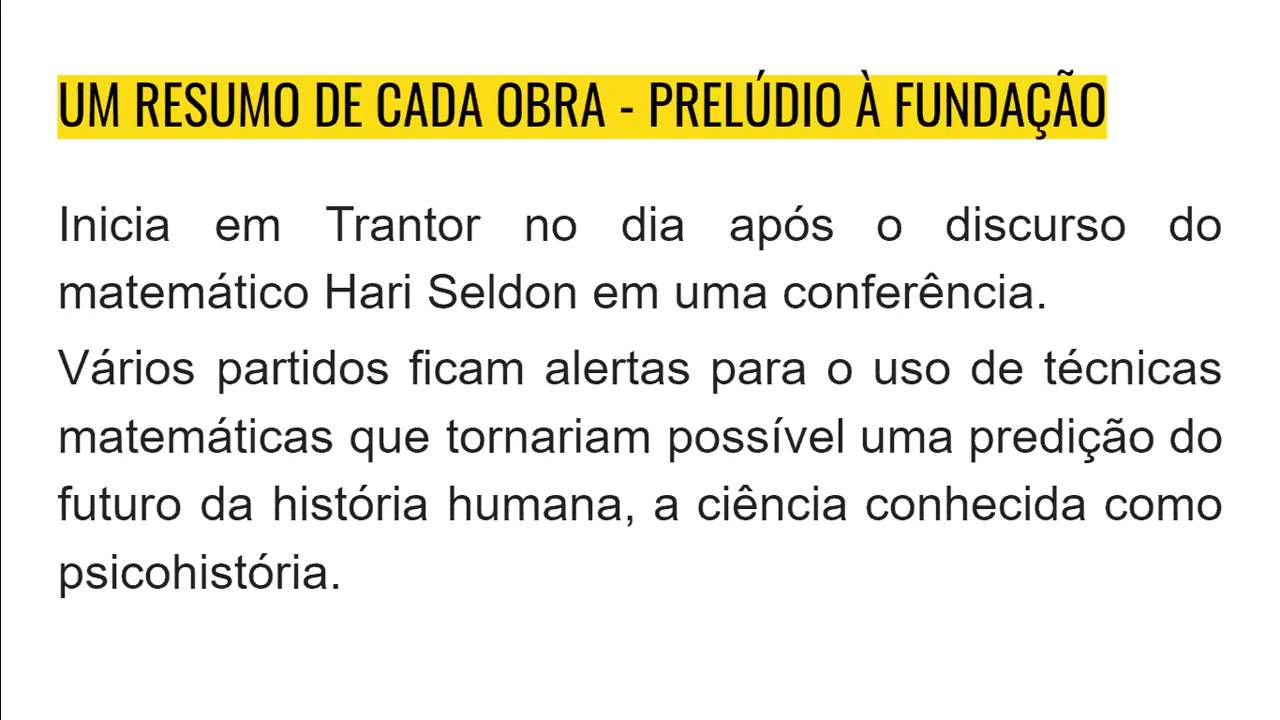 UM RESUMO DE CADA OBRA - PRELÚDIO À FUNDAÇÃO
Inicia em Trantor no dia após o discurso do
matemático Hari Seldon em uma conferência.
Vários partidos ficam alertas para o uso de técnicas
matemáticas que tornariam possível uma predição do
futuro da história humana, a ciência conhecida como
psicohistória.